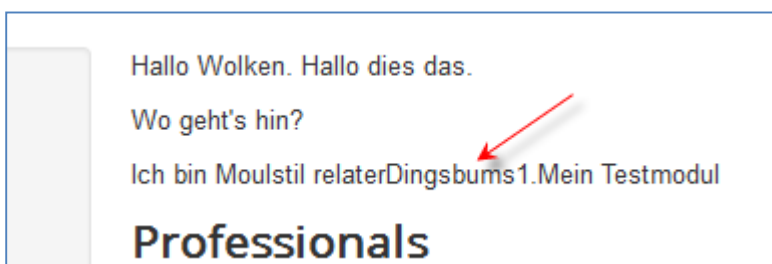 Hallo Wolken. Hallo dies das.
Wo geht's hin?
Ich bin Moulstil relaterDingsbums1.Mein Testmodul
Professionals